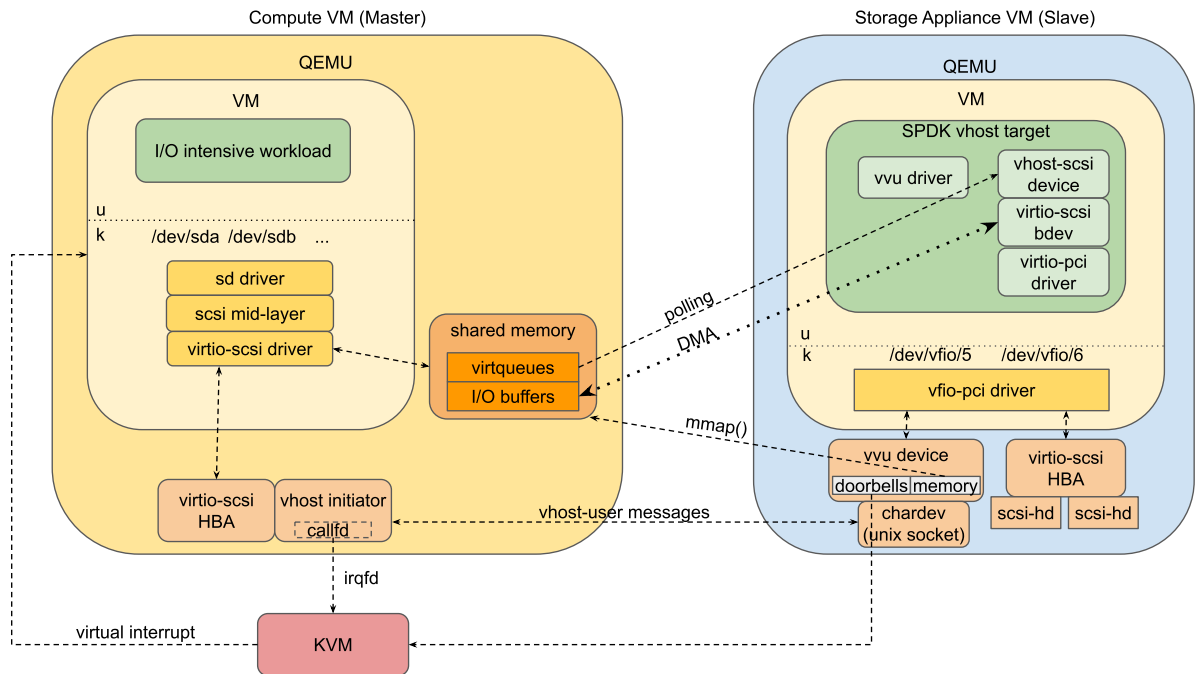 Compute VM (Master)
Storage Appliance VM (Slave)
QEMU
VM
I/O intensive workload
u
k
/dev/sda /dev/sdb ...
sd driver
scsi mid-layer
virtio-scsi driver
shared memory
virtqueues
I/O buffers
virtio-scsi
HBA
vhost initiator
callfd
irqfd
KVM
virtual interrupt
polling
DMA
mmap()
vhost-user messages
QEMU
VM
SPDK vhost target
vvu driver
vhost-scsi
device
virtio-scsi
bdev
virtio-pci
driver
u
k
/dev/vfio/5
/dev/vfio/6
vfio-pci driver
vvu device
doorbells
memory
chardev
(unix socket)
virtio-scsi
HBA
scsi-hd
scsi-hd